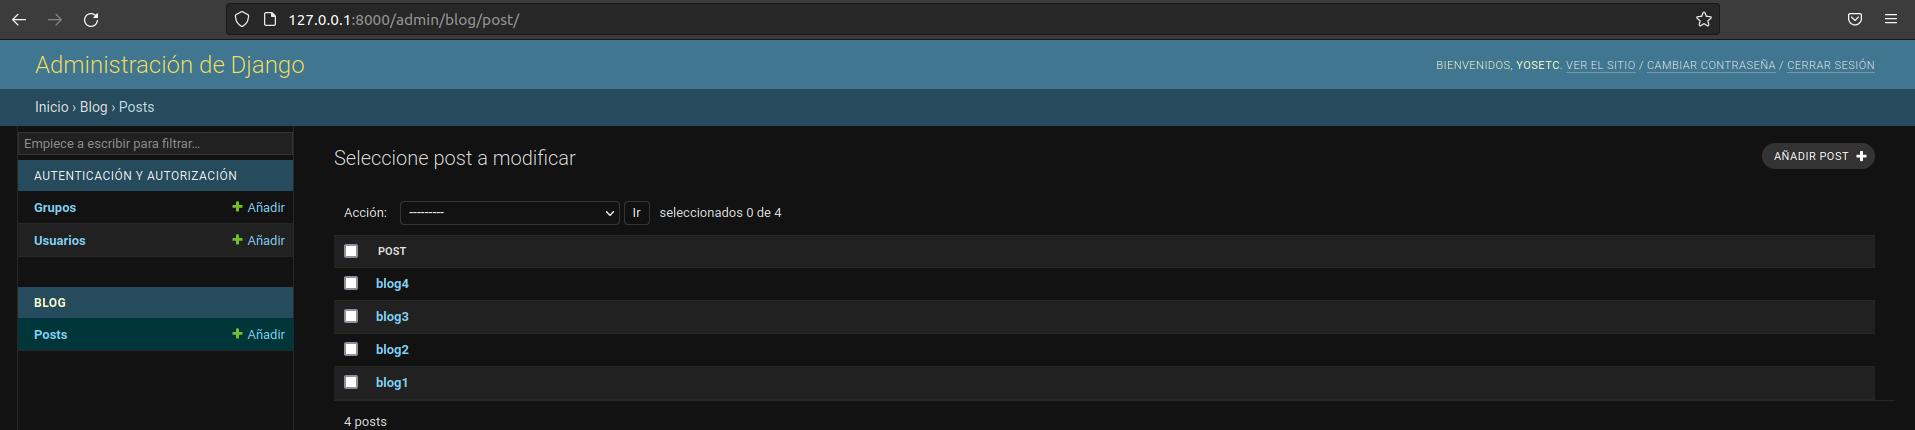 127.0.0.1:8000/admin/blog/post/
Administración de Django
BIENVENIDOS, YOSETC. VER EL SITIO / CAMBIAR CONTRASEÑA / CERRAR SESIÓN
Inicio › Blog › Posts
Empiece a escribir para filtrar…
AUTENTICACIÓN Y AUTORIZACIÓN
Grupos + Añadir
Usuarios + Añadir
BLOG
Posts + Añadir
Seleccione post a modificar
AÑADIR POST +
Acción: --------- Ir seleccionados 0 de 4
POST
blog4
blog3
blog2
blog1
4 posts